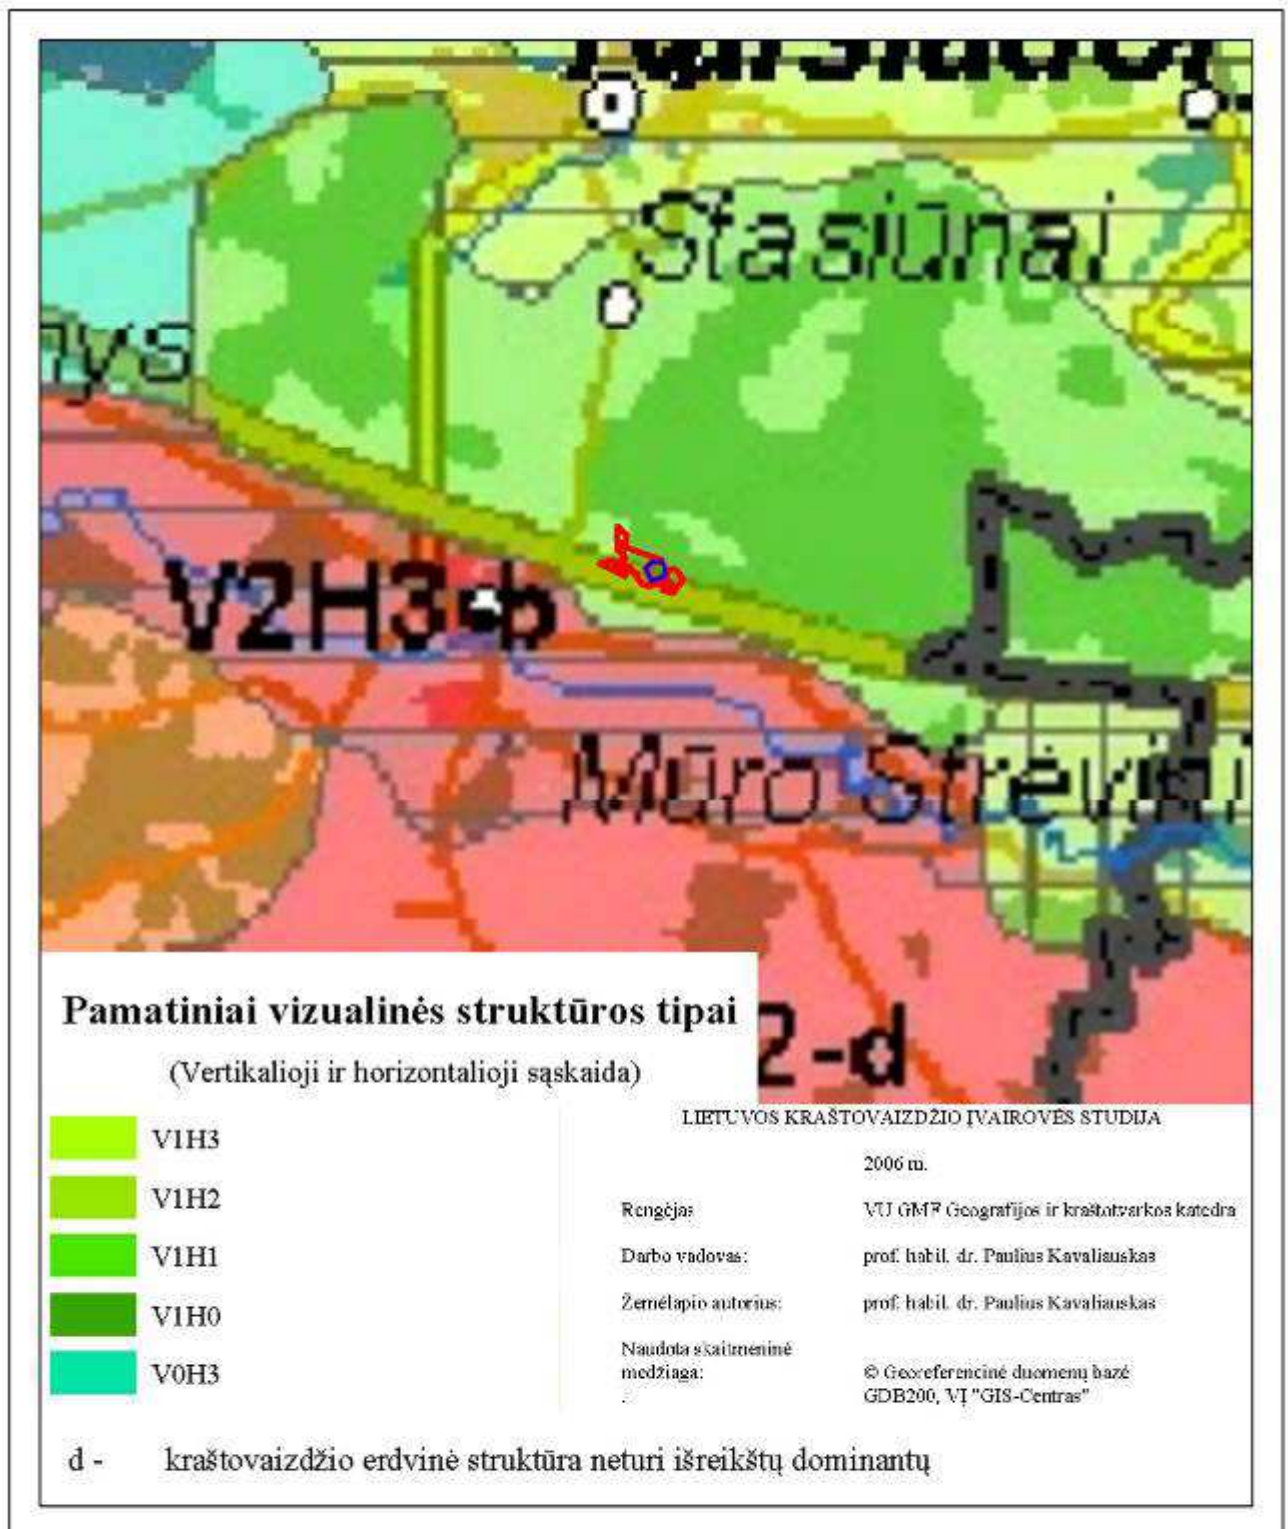 Stasiūnai
nys
V2H3-b
Mūro Strėvini
2-d
Pamatiniai vizualinės struktūros tipai
(Vertikalioji ir horizontalioji sąskaida)
V1H3
V1H2
V1H1
V1H0
V0H3
LIETUVOS KRAŠTOVAIZDŽIO ĮVAIROVĖS STUDIJA
2006 m.
Rengėjas VU GMF Geografijos ir kraštotvarkos katedra
Darbo vadovas: prof. habil. dr. Paulius Kavaliauskas
Žemėlapio autorius: prof. habil. dr. Paulius Kavaliauskas
Naudota skaitmeninė
medžiaga: © Georeferencinė duomenų bazė
. GDB200, VĮ "GIS-Centras"
d - kraštovaizdžio erdvinė struktūra neturi išreikštų dominantų